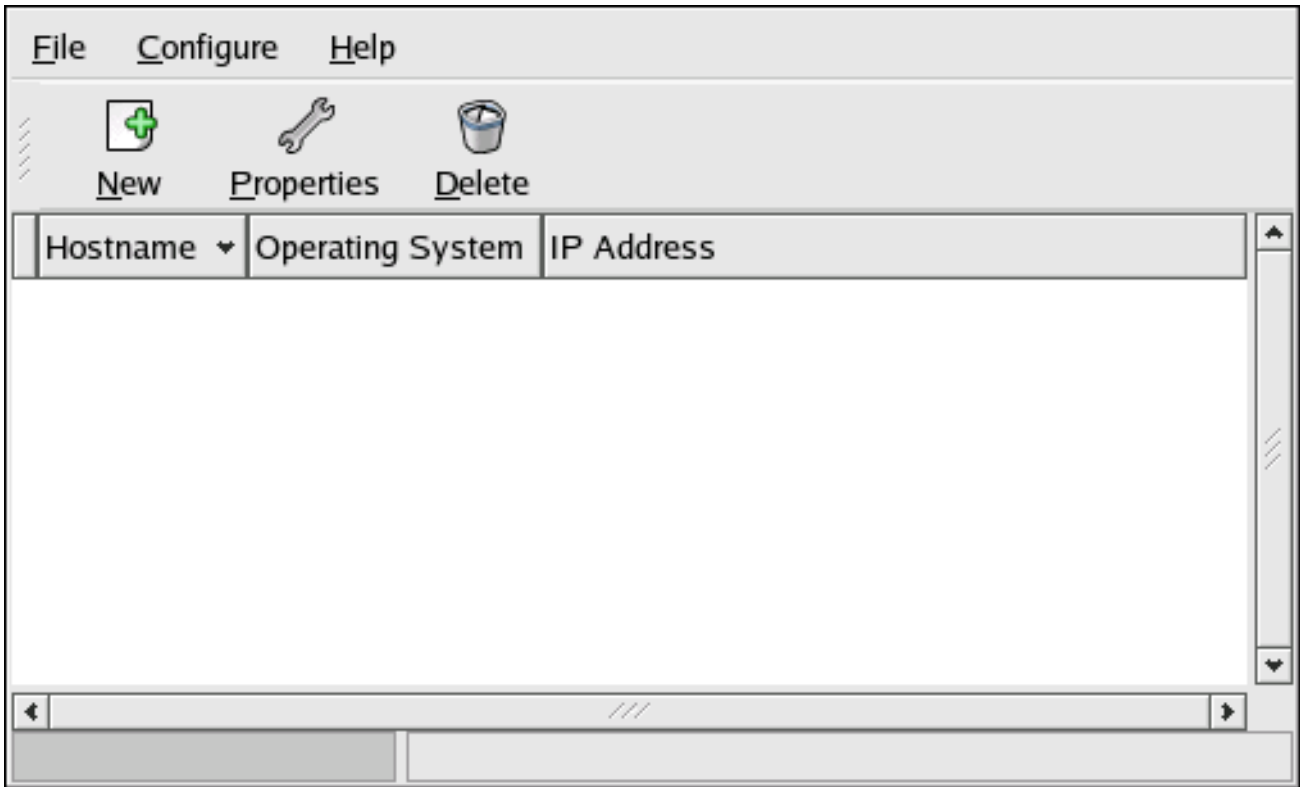 File Configure Help
New Properties Delete
Hostname Operating System IP Address